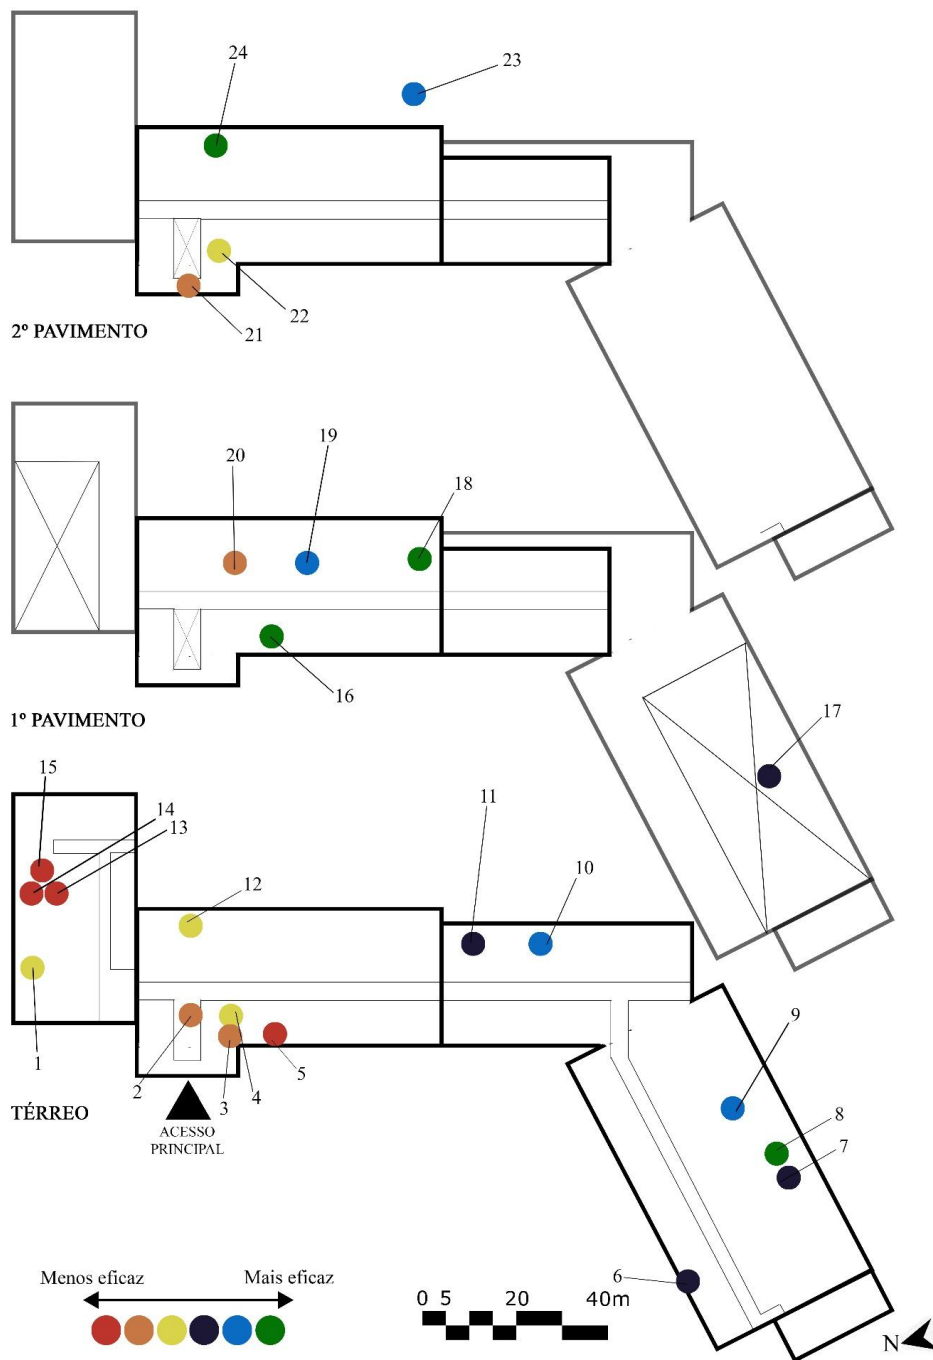 24
23
22
21
2º PAVIMENTO
19
20
18
16
17
1º PAVIMENTO
15
14
13
11
12
10
9
8
7
1
2
3
4
5
6
TÉRREO
ACESSO
PRINCIPAL
Menos eficaz
Mais eficaz
0 5 20 40m
N